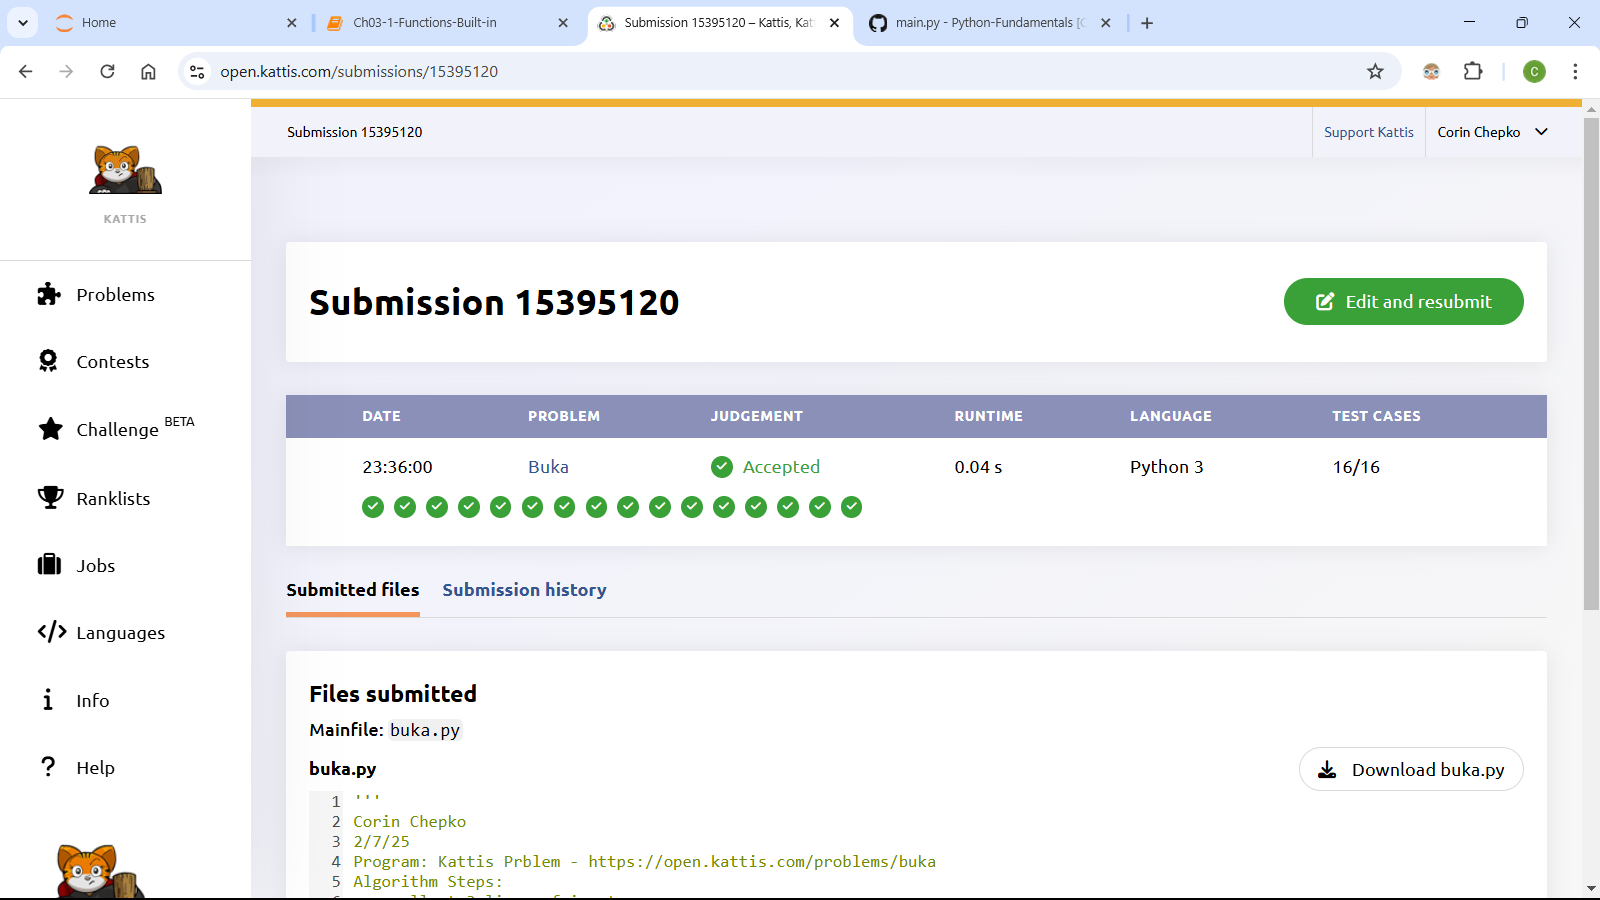 Home
Ch03-1-Functions-Built-in
Submission 15395120 – Kattis, Kat
main.py - Python-Fundamentals [C
open.kattis.com/submissions/15395120
C
Submission 15395120
Support Kattis
Corin Chepko
KATTIS
Problems
Contests
Challenge BETA
Ranklists
Jobs
Languages
Info
Help
Submission 15395120
Edit and resubmit
DATE PROBLEM JUDGEMENT RUNTIME LANGUAGE TEST CASES
23:36:00 Buka Accepted 0.04 s Python 3 16/16
Submitted files Submission history
Files submitted
Mainfile: buka.py
buka.py
Download buka.py
1 '''
2 Corin Chepko
3 2/7/25
4 Program: Kattis Prblem - https://open.kattis.com/problems/buka
5 Algorithm Steps: